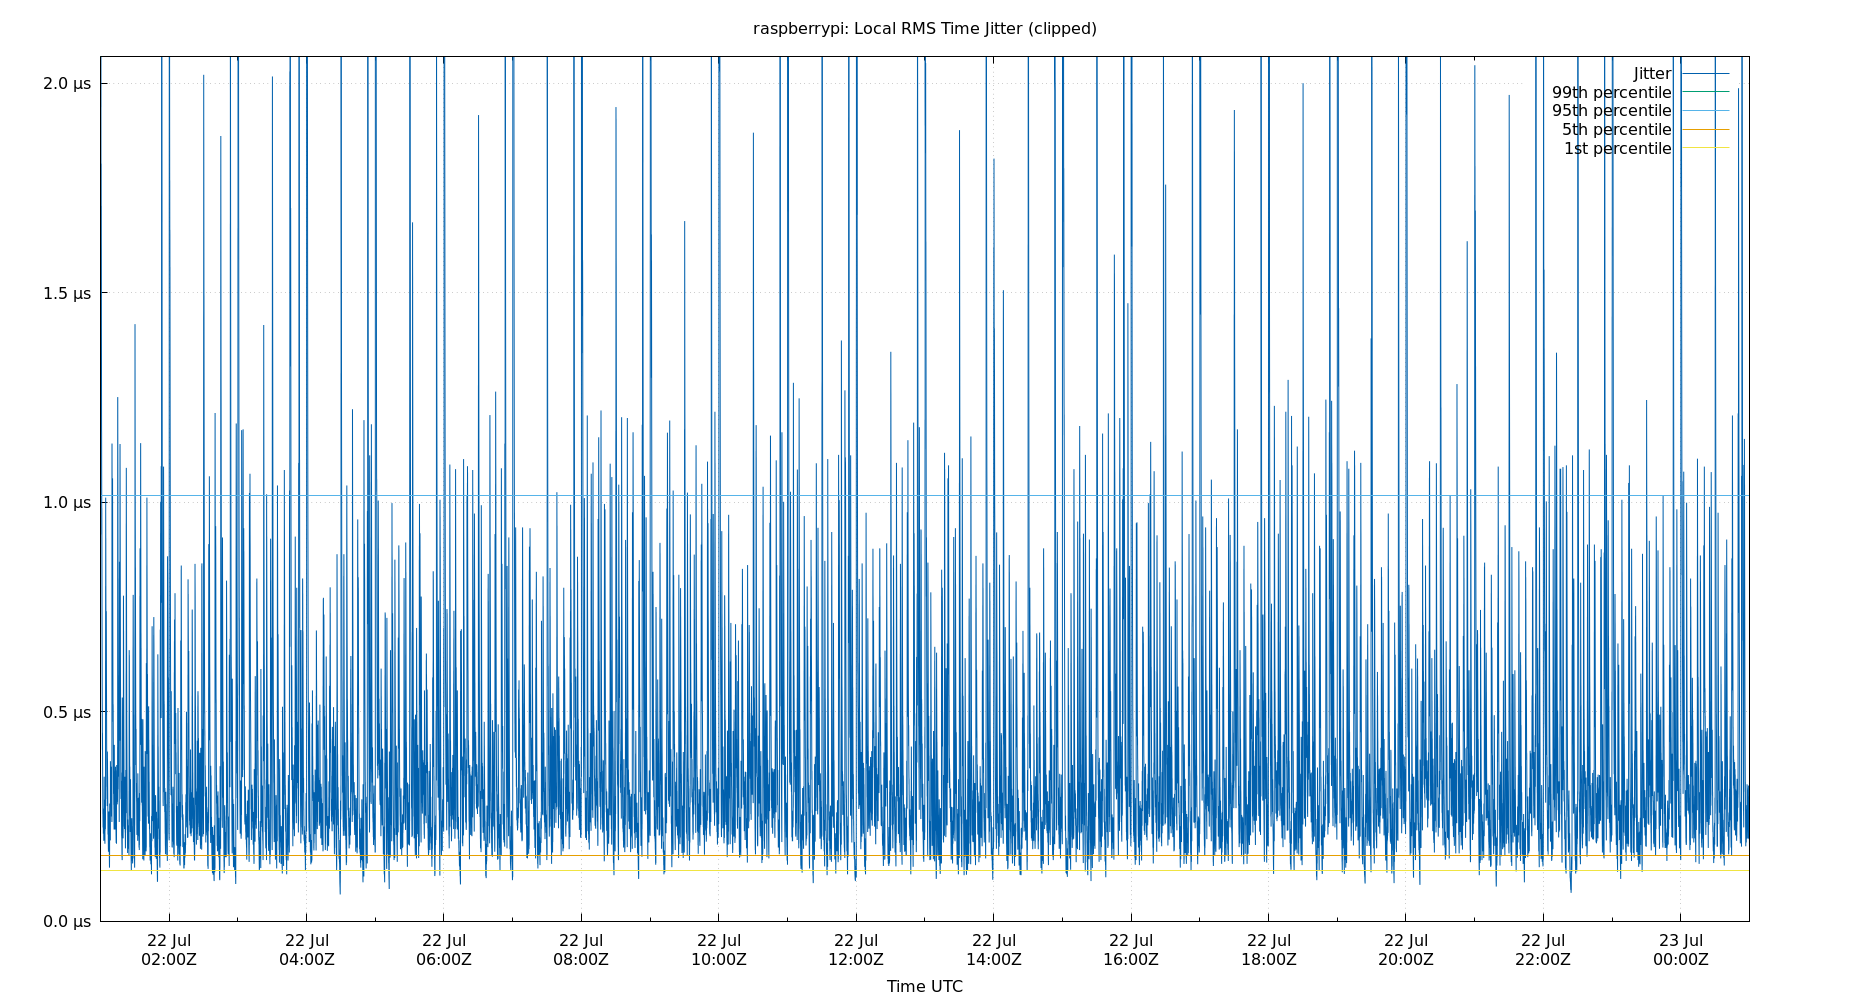 raspberrypi: Local RMS Time Jitter (clipped)
2.0 µs
1.5 µs
1.0 µs
0.5 µs
0.0 µs
Jitter
99th percentile
95th percentile
5th percentile
1st percentile
22 Jul 22 Jul 22 Jul 22 Jul 22 Jul 22 Jul 22 Jul 22 Jul 22 Jul 22 Jul 22 Jul 23 Jul
02:00Z 04:00Z 06:00Z 08:00Z 10:00Z 12:00Z 14:00Z 16:00Z 18:00Z 20:00Z 22:00Z 00:00Z
Time UTC